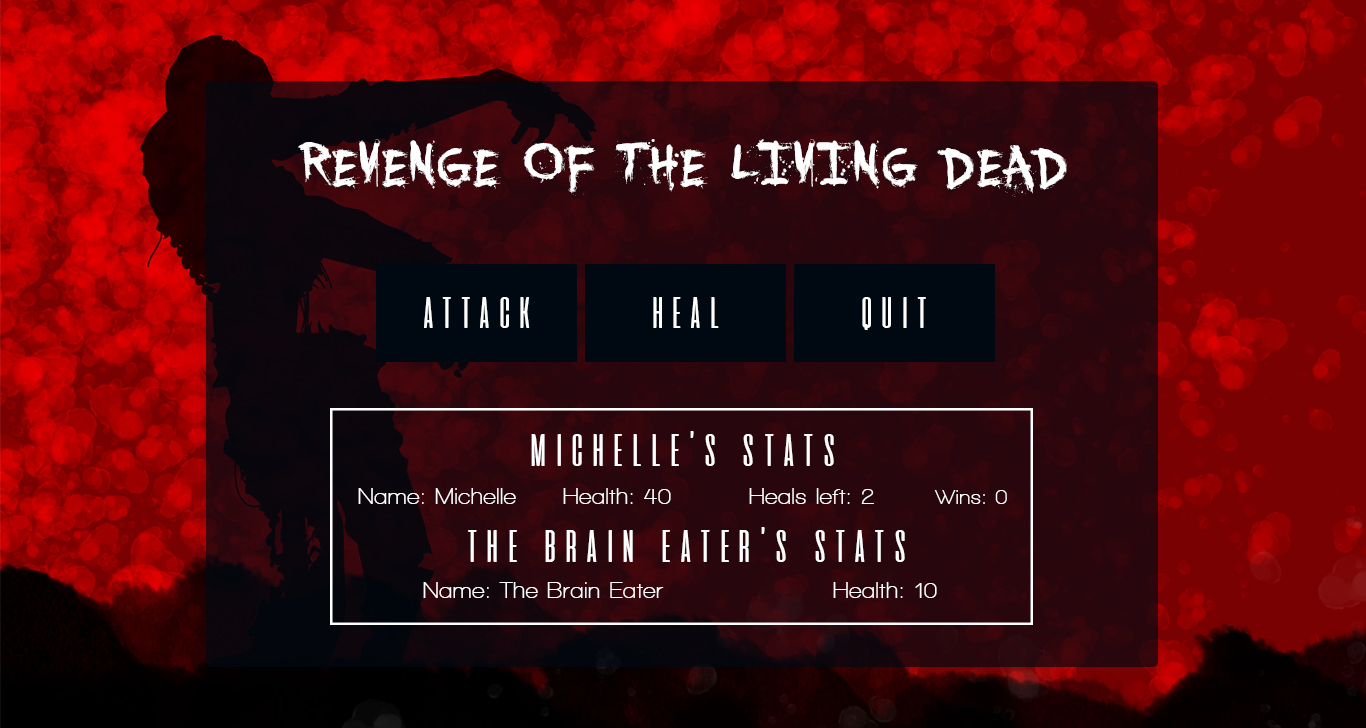 REVENGE OF THE LIVING DEAD
ATTACK HEAL QUIT
MICHELLE'S STATS
Name: Michelle Health: 40 Heals left: 2 Wins: 0
THE BRAIN EATER'S STATS
Name: The Brain Eater Health: 10